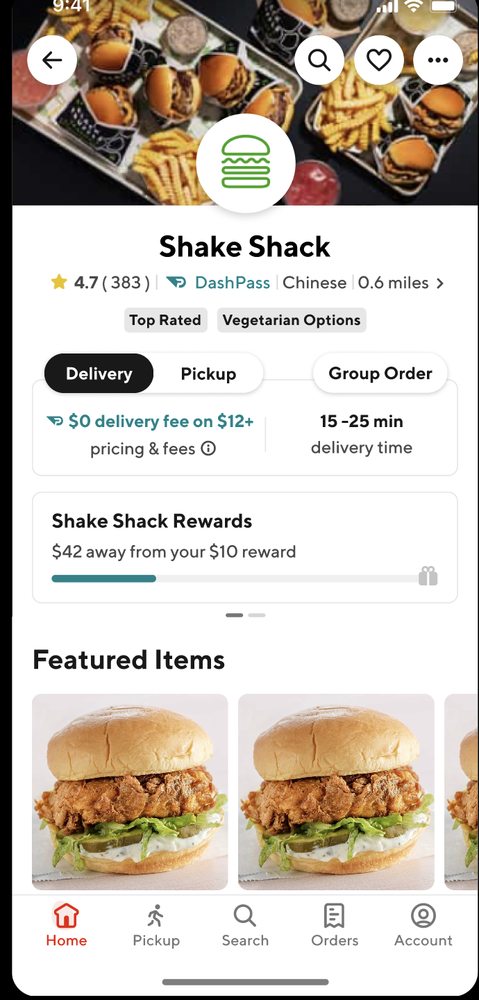 9:41
Shake Shack
4.7 ( 383 ) | DashPass | Chinese | 0.6 miles >
Top Rated Vegetarian Options
Delivery Pickup Group Order
$0 delivery fee on $12+
pricing & fees
15 -25 min
delivery time
Shake Shack Rewards
$42 away from your $10 reward
Featured Items
Home Pickup Search Orders Account